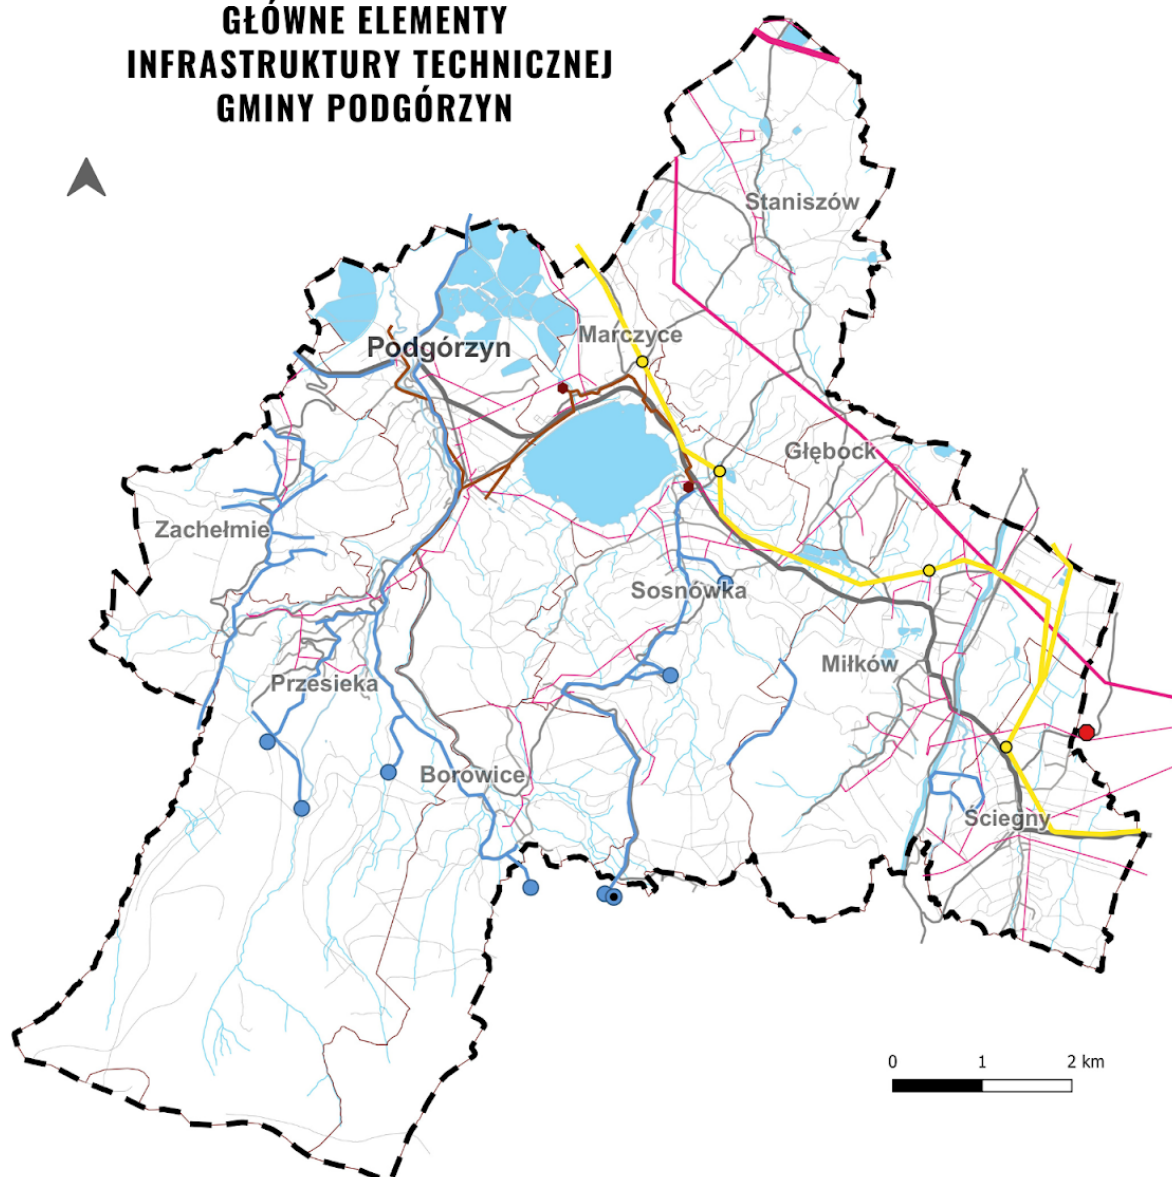 GŁÓWNE ELEMENTY
INFRASTRUKTURY TECHNICZNEJ
GMINY PODGÓRZYN
Staniszów
Marczyce
Podgórzyn
Głębock
Zachełmie
Sosnówka
Miłków
Przesieka
Borowice
Ściegny
0 1 2 km